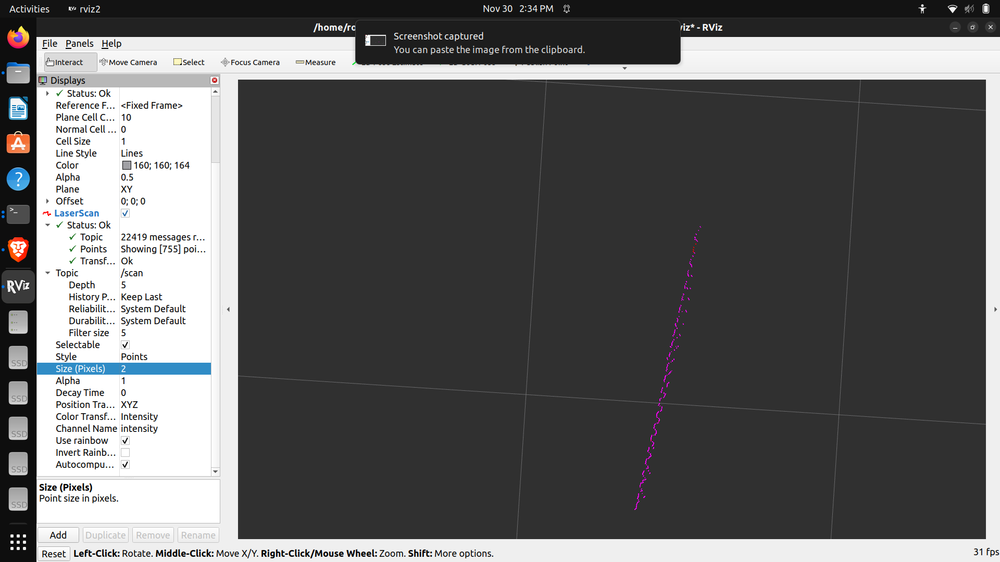 Activities
rviz2
Nov 30 2:34 PM
/home/ro
iz* - RViz
Screenshot captured
You can paste the image from the clipboard.
File Panels Help
Interact Move Camera Select Focus Camera Measure
Displays
Status: Ok
Reference F... <Fixed Frame>
Plane Cell C... 10
Normal Cell ... 0
Cell Size 1
Line Style Lines
Color 160; 160; 164
Alpha 0.5
Plane XY
Offset 0; 0; 0
LaserScan
Status: Ok
Topic 22419 messages r...
Points Showing [755] poi...
Transf... Ok
Topic /scan
Depth 5
History P... Keep Last
Reliabilit... System Default
Durabilit... System Default
Filter size 5
Selectable
Style Points
Size (Pixels) 2
Alpha 1
Decay Time 0
Position Tra... XYZ
Color Transf... Intensity
Channel Name intensity
Use rainbow
Invert Rainb...
Autocompu...
Size (Pixels)
Point size in pixels.
Add Duplicate Remove Rename
Reset Left-Click: Rotate. Middle-Click: Move X/Y. Right-Click/Mouse Wheel: Zoom. Shift: More options.
31 fps
RViz
SSD
SSD
SSD
SSD
SSD